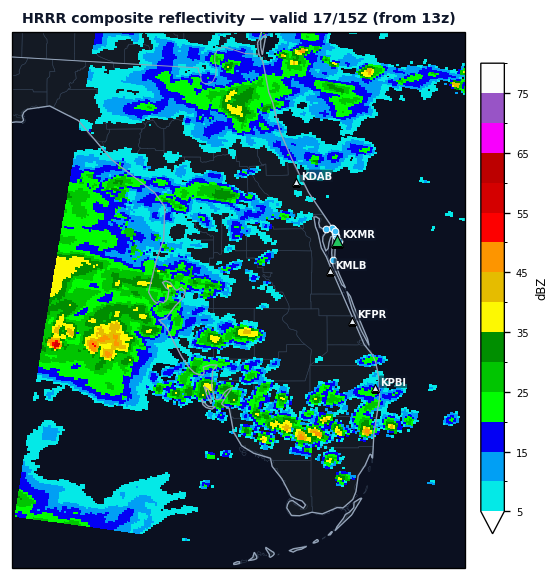 HRRR composite reflectivity — valid 17/15Z (from 13z)
KDAB
KXMR
KMLB
KFPR
KPBI
75
65
55
45
35
25
15
5
dBZ